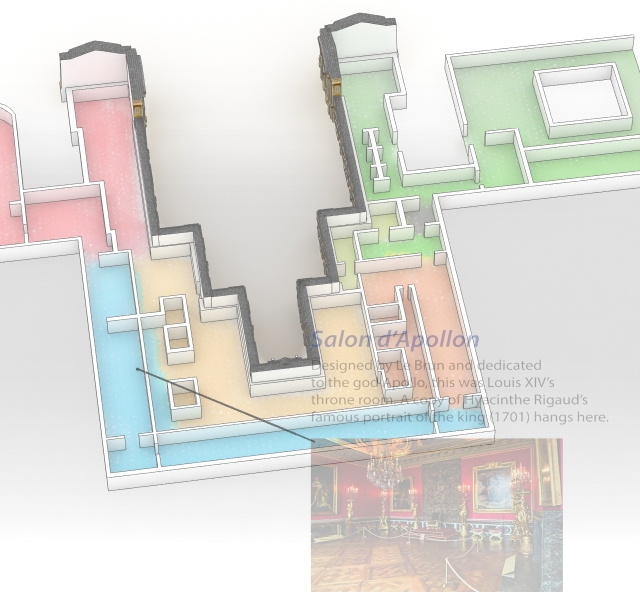 Salon d'Apollon
Designed by Le Brun and dedicated
to the god Apollo, this was Louis XIV's
throne room. A copy of Hyacinthe Rigaud's
famous portrait of the king (1701) hangs here.